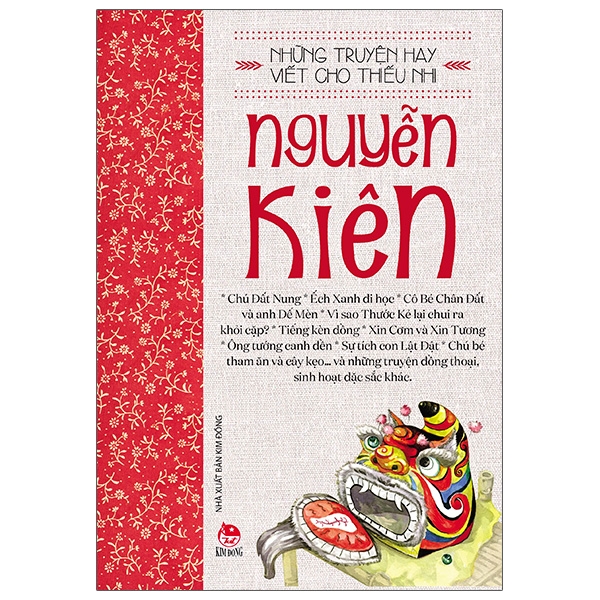 NHỮNG TRUYỆN HAY
VIẾT CHO THIẾU NHI
nguyễn
Kiên
* Chú Đất Nung * Ếch Xanh đi học * Cô Bé Chân Đất
và anh Dế Mèn * Vì sao Thước Kẻ lại chui ra
khỏi cặp? * Tiếng kèn đồng * Xin Cơm và Xin Tương
* Ông tướng canh đền * Sự tích con Lật Đật * Chú bé
tham ăn và cây kẹo... và những truyện đồng thoại,
sinh hoạt đặc sắc khác.
NHÀ XUẤT BẢN KIM ĐỒNG
KIM ĐỒNG